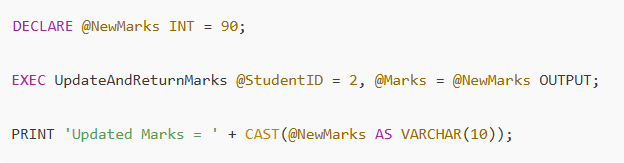 DECLARE @NewMarks INT = 90;
EXEC UpdateAndReturnMarks @StudentID = 2, @Marks = @NewMarks OUTPUT;
PRINT 'Updated Marks = ' + CAST(@NewMarks AS VARCHAR(10));